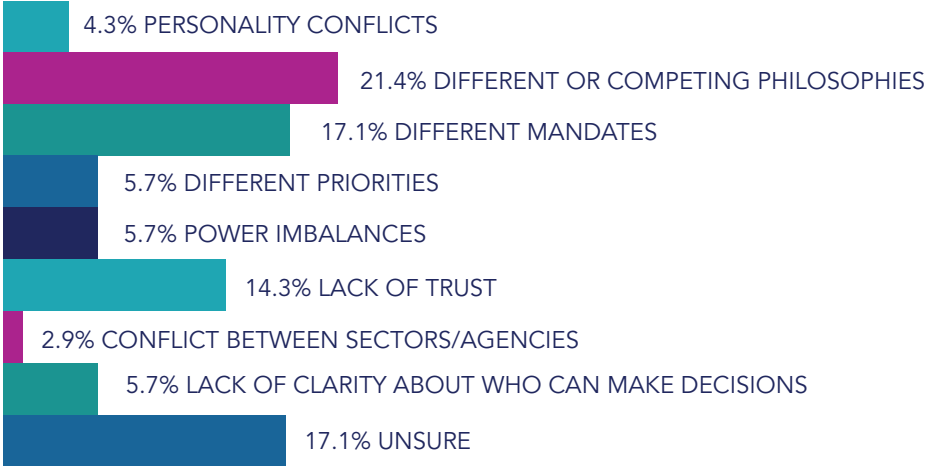 4.3% PERSONALITY CONFLICTS
21.4% DIFFERENT OR COMPETING PHILOSOPHIES
17.1% DIFFERENT MANDATES
5.7% DIFFERENT PRIORITIES
5.7% POWER IMBALANCES
14.3% LACK OF TRUST
2.9% CONFLICT BETWEEN SECTORS/AGENCIES
5.7% LACK OF CLARITY ABOUT WHO CAN MAKE DECISIONS
17.1% UNSURE